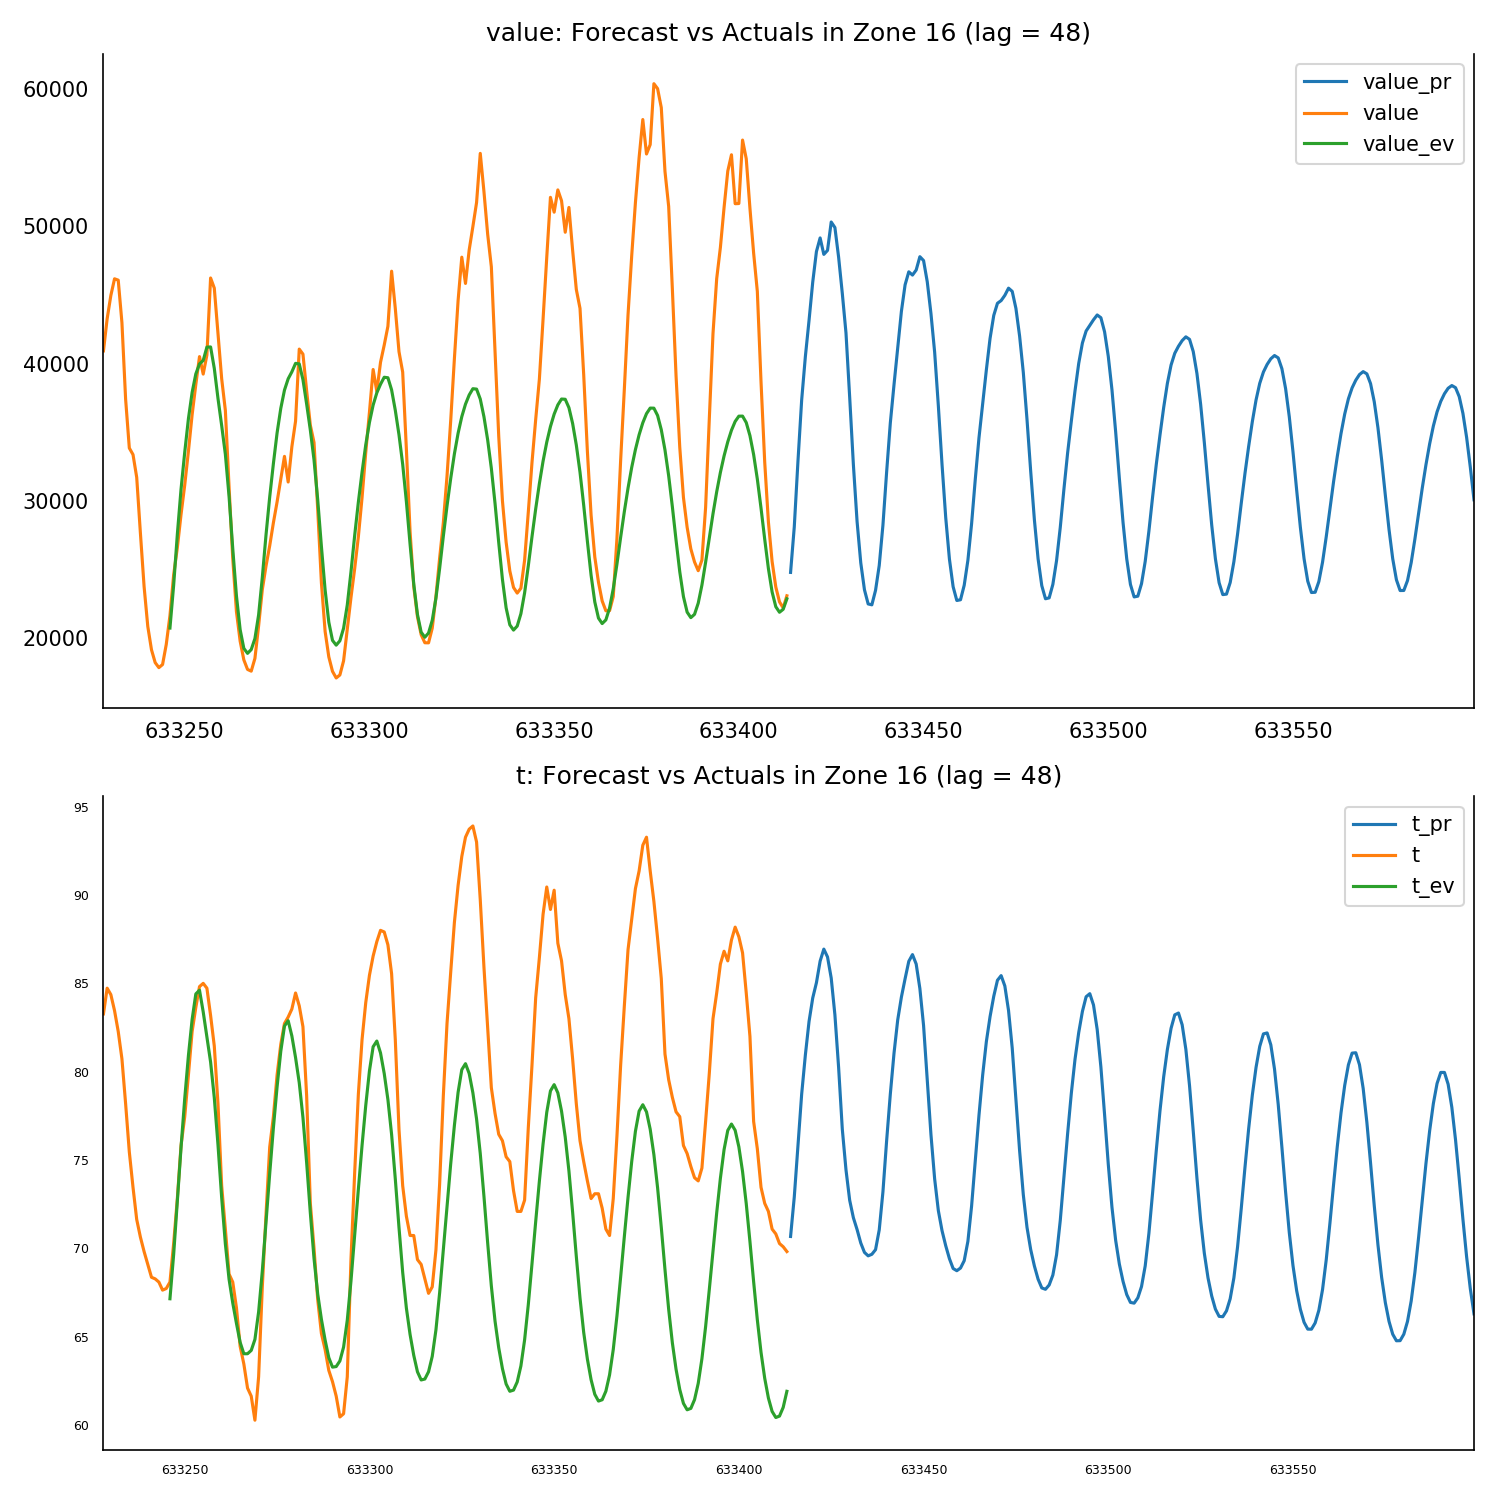 value: Forecast vs Actuals in Zone 16 (lag = 48)
60000
50000
40000
30000
20000
value_pr
value
value_ev
633250 633300 633350 633400 633450 633500 633550
t: Forecast vs Actuals in Zone 16 (lag = 48)
95
90
85
80
75
70
65
60
t_pr
t
t_ev
633250 633300 633350 633400 633450 633500 633550